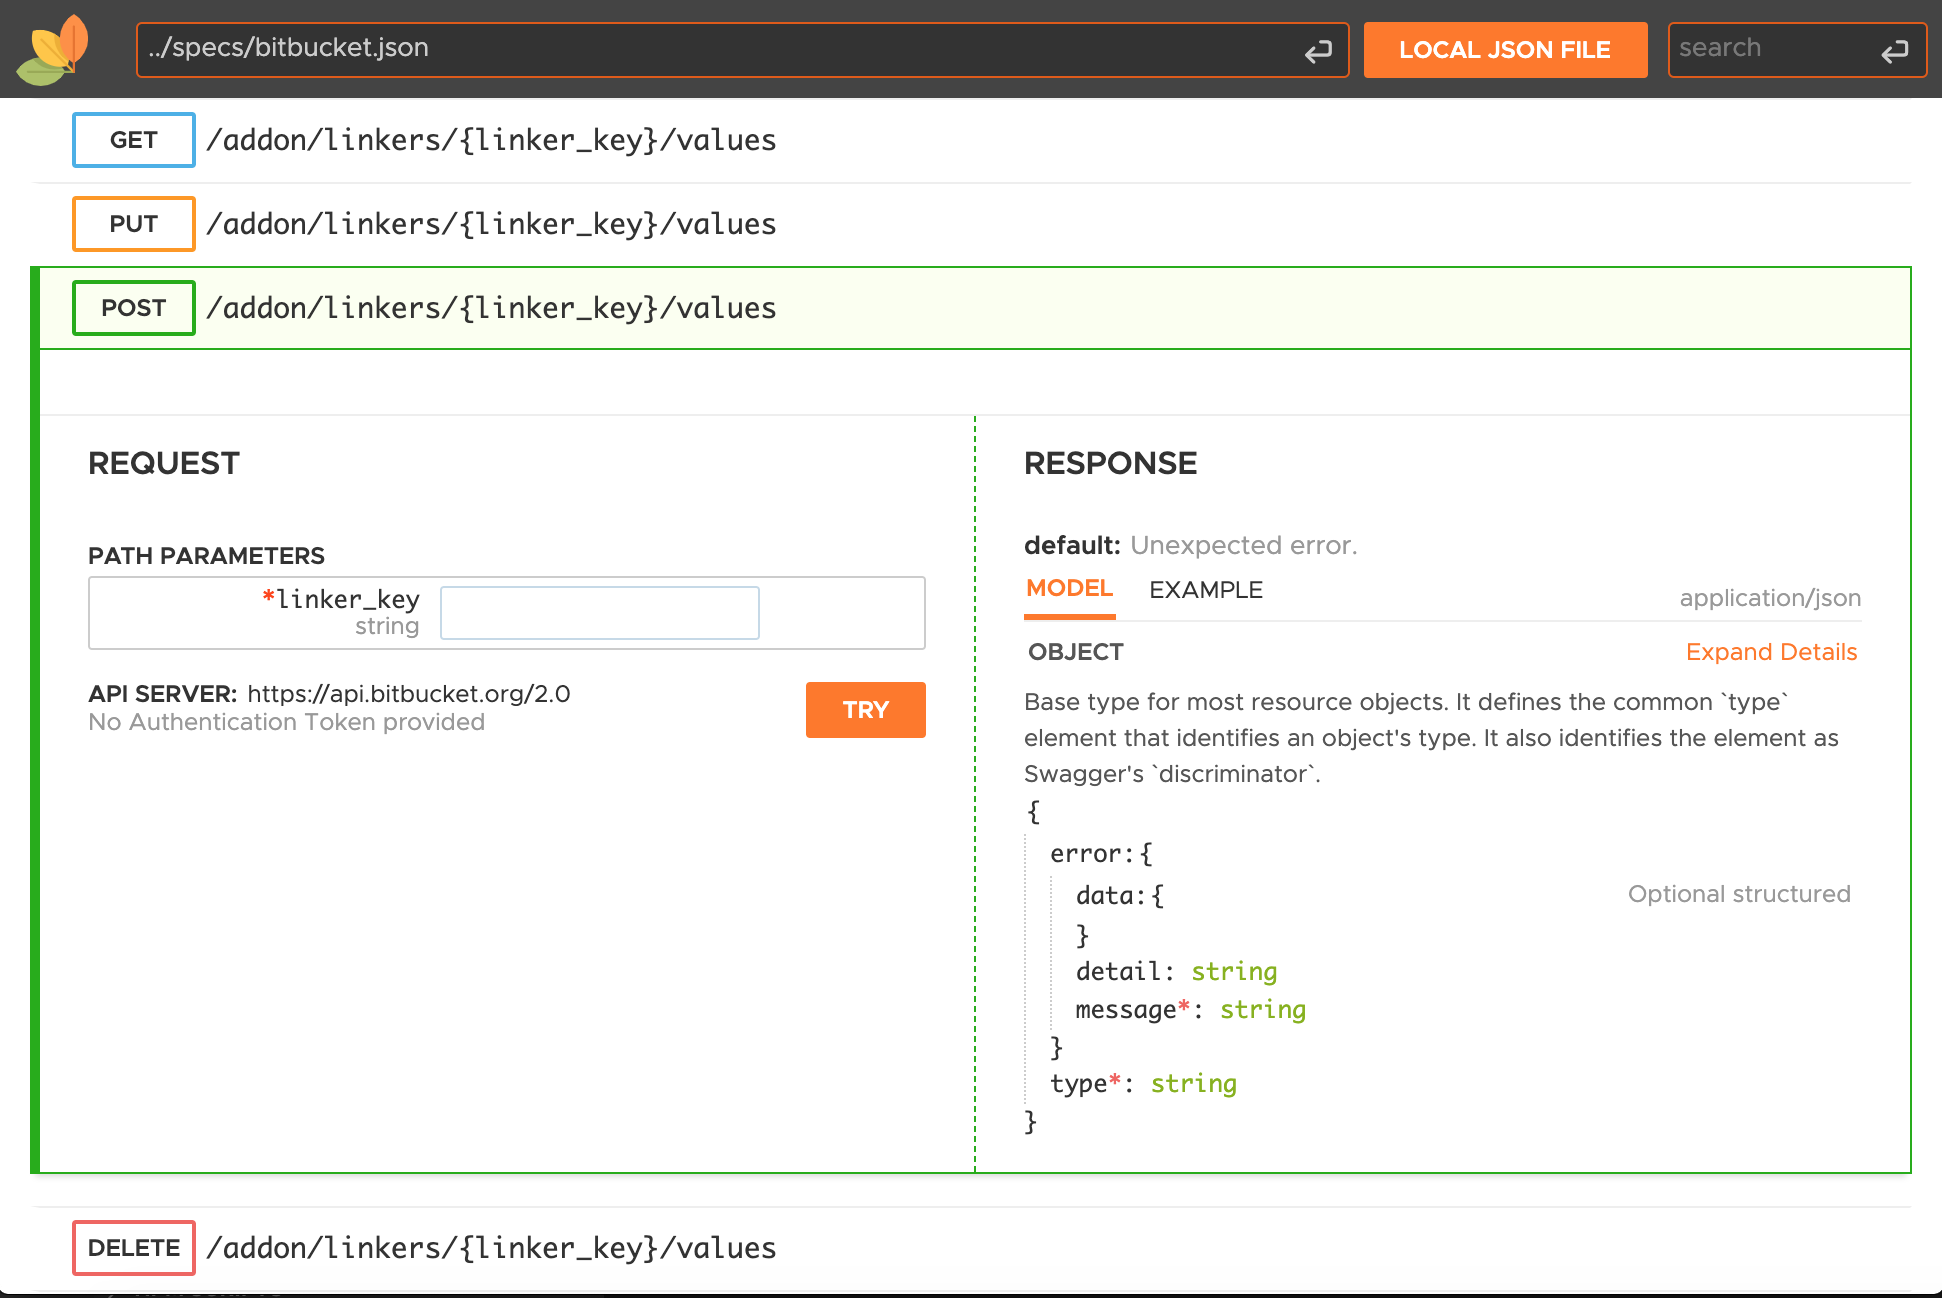 ../specs/bitbucket.json
LOCAL JSON FILE
search
GET /addon/linkers/{linker_key}/values
PUT /addon/linkers/{linker_key}/values
POST /addon/linkers/{linker_key}/values
REQUEST
PATH PARAMETERS
*linker_key
string
API SERVER: https://api.bitbucket.org/2.0
No Authentication Token provided
TRY
RESPONSE
default: Unexpected error.
MODEL EXAMPLE
application/json
OBJECT
Expand Details
Base type for most resource objects. It defines the common `type`
element that identifies an object's type. It also identifies the element as
Swagger's `discriminator`.
{
error:{
data:{ Optional structured
}
detail: string
message*: string
}
type*: string
}
DELETE /addon/linkers/{linker_key}/values